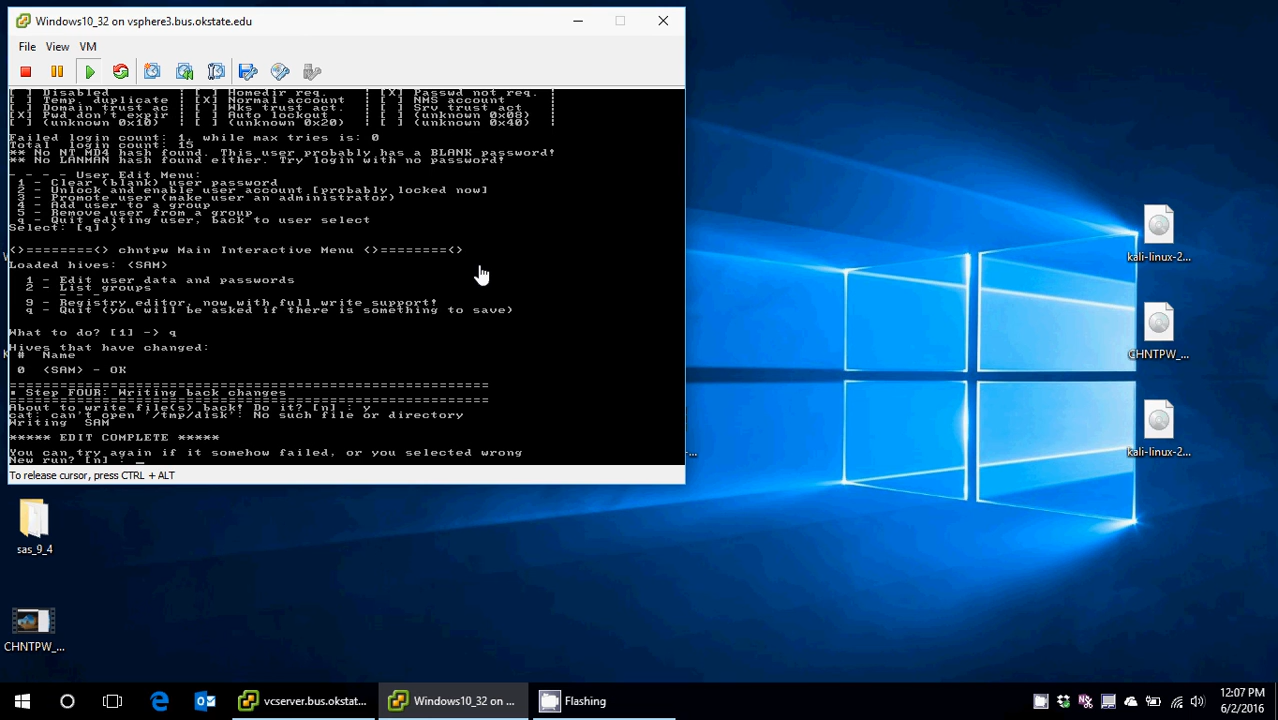 Windows10_32 on vsphere3.bus.okstate.edu
File View VM
[ ] Disabled | [ ] Homedir req. | [X] Passwd not req. |
[ ] Temp. duplicate | [X] Normal account | [ ] NMS account |
[ ] Domain trust ac | [ ] Wks trust act. | [ ] Srv trust act |
[X] Pwd don't expir | [ ] Auto lockout | [ ] (unknown 0x08) |
[ ] (unknown 0x10) | [ ] (unknown 0x20) | [ ] (unknown 0x40) |
Failed login count: 1, while max tries is: 0
Total login count: 15
** No NT MD4 hash found. This user probably has a BLANK password!
** No LANMAN hash found either. Try login with no password!
- - - - User Edit Menu:
1 - Clear (blank) user password
2 - Unlock and enable user account [probably locked now]
3 - Promote user (make user an administrator)
4 - Add user to a group
5 - Remove user from a group
q - Quit editing user, back to user select
Select: [q] >
<>========<> chntpw Main Interactive Menu <>========<>
Loaded hives: <SAM>
1 - Edit user data and passwords
2 - List groups
- - -
9 - Registry editor, now with full write support!
q - Quit (you will be asked if there is something to save)
What to do? [1] -> q
Hives that have changed:
# Name
0 <SAM> - OK
=========================================================
• Step FOUR: Writing back changes
=========================================================
About to write file(s) back! Do it? [n] : y
cat: can't open '/tmp/disk': No such file or directory
Writing SAM
***** EDIT COMPLETE *****
You can try again if it somehow failed, or you selected wrong
New run? [n] : _
To release cursor, press CTRL + ALT
kali-linux-2...
CHNTPW_...
kali-linux-2...
sas_9_4
CHNTPW_...
vcserver.bus.okstat...
Windows10_32 on ...
Flashing
12:07 PM
6/2/2016